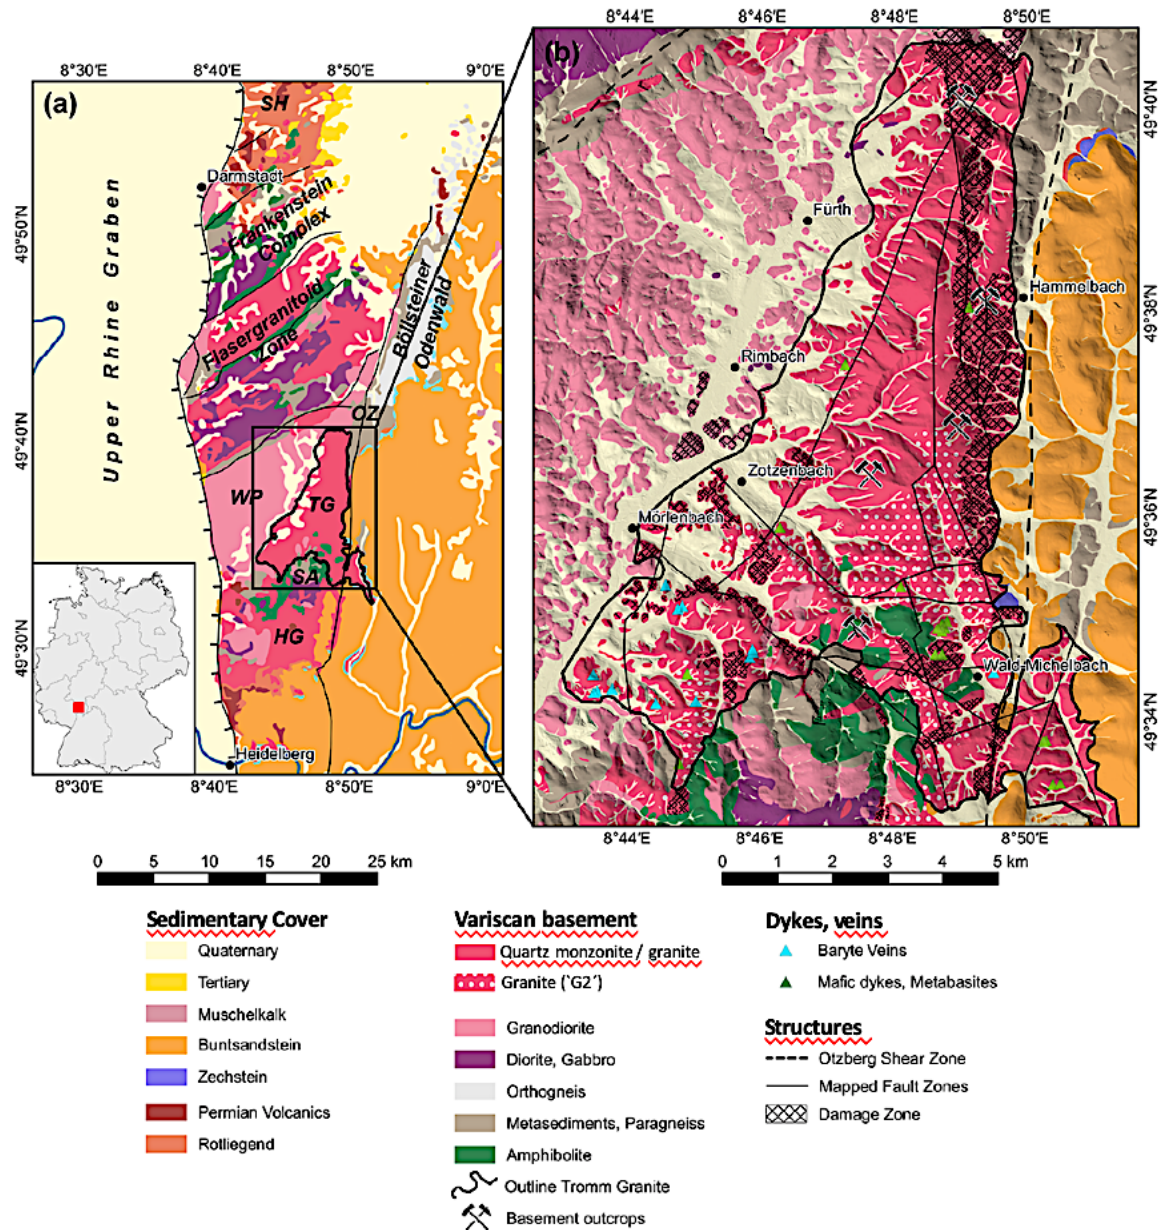 8°44'E 8°46'E 8°48'E 8°50'E
8°30'E 8°40'E 8°50'E 9°0'E
(a)
(b)
SH
Darmstadt
Frankenstein
Complex
Flasergranitoid
Zone
Böllsteiner
Odenwald
Upper Rhine Graben
OZ
WP
TG
SA
HG
Heidelberg
49°50'N
49°40'N
49°30'N
8°30'E 8°40'E 8°50'E 9°0'E
Fürth
Hammelbach
Rimbach
Zotzenbach
Mörlenbach
Wald-Michelbach
49°40'N
49°38'N
49°36'N
49°34'N
8°44'E 8°46'E 8°48'E 8°50'E
0 5 10 15 20 25 km
0 1 2 3 4 5 km
Sedimentary Cover
Quaternary
Tertiary
Muschelkalk
Buntsandstein
Zechstein
Permian Volcanics
Rotliegend
Variscan basement
Quartz monzonite / granite
Granite (`G2´)
Granodiorite
Diorite, Gabbro
Orthogneis
Metasediments, Paragneiss
Amphibolite
Outline Tromm Granite
Basement outcrops
Dykes, veins
Baryte Veins
Mafic dykes, Metabasites
Structures
Otzberg Shear Zone
Mapped Fault Zones
Damage Zone